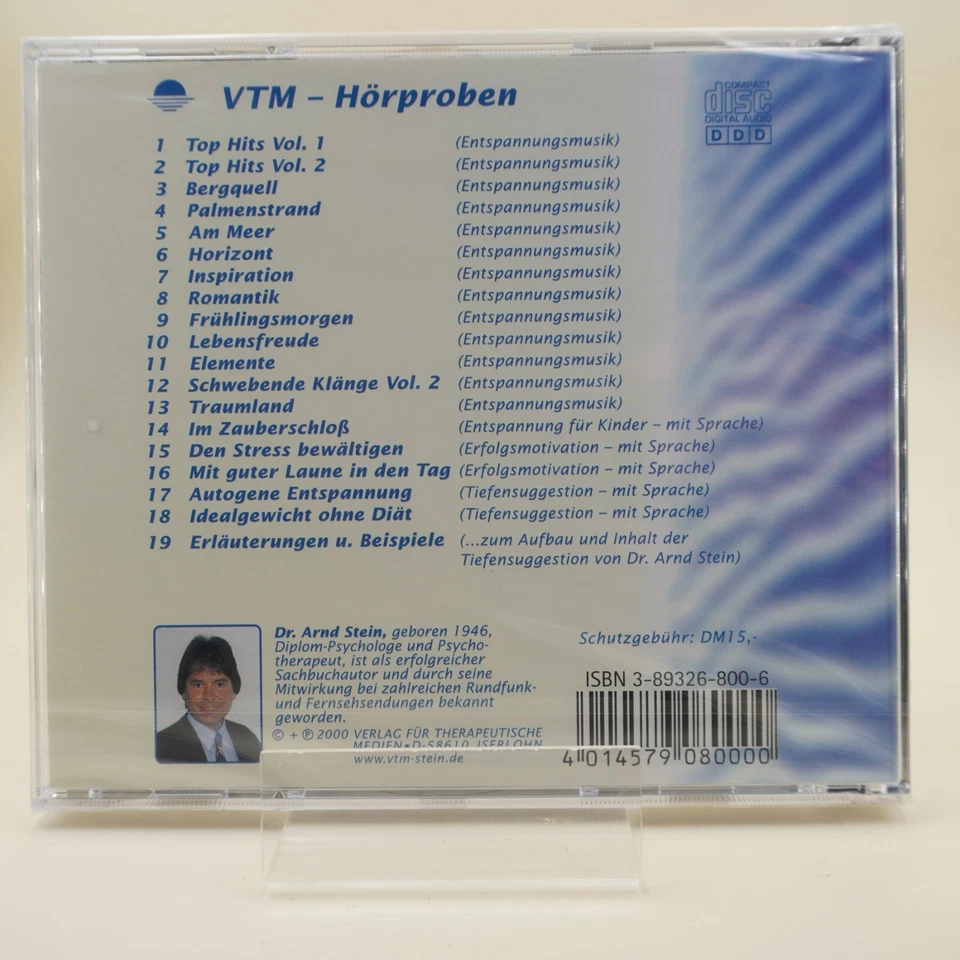 VTM – Hörproben
COMPACT
disc
DIGITAL AUDIO
D D D
1 Top Hits Vol. 1 (Entspannungsmusik)
2 Top Hits Vol. 2 (Entspannungsmusik)
3 Bergquell (Entspannungsmusik)
4 Palmenstrand (Entspannungsmusik)
5 Am Meer (Entspannungsmusik)
6 Horizont (Entspannungsmusik)
7 Inspiration (Entspannungsmusik)
8 Romantik (Entspannungsmusik)
9 Frühlingsmorgen (Entspannungsmusik)
10 Lebensfreude (Entspannungsmusik)
11 Elemente (Entspannungsmusik)
12 Schwebende Klänge Vol. 2 (Entspannungsmusik)
13 Traumland (Entspannungsmusik)
14 Im Zauberschloß (Entspannung für Kinder – mit Sprache)
15 Den Stress bewältigen (Erfolgsmotivation – mit Sprache)
16 Mit guter Laune in den Tag (Erfolgsmotivation – mit Sprache)
17 Autogene Entspannung (Tiefensuggestion – mit Sprache)
18 Idealgewicht ohne Diät (Tiefensuggestion – mit Sprache)
19 Erläuterungen u. Beispiele (...zum Aufbau und Inhalt der
Tiefensuggestion von Dr. Arnd Stein)
Dr. Arnd Stein, geboren 1946,
Diplom-Psychologe und Psycho-
therapeut, ist als erfolgreicher
Sachbuchautor und durch seine
Mitwirkung bei zahlreichen Rundfunk-
und Fernsehsendungen bekannt
geworden.
© + ℗ 2000 VERLAG FÜR THERAPEUTISCHE
MEDIEN • D-58610 ISERLOHN
www.vtm-stein.de
Schutzgebühr: DM15,-
ISBN 3-89326-800-6
4 014579 080000